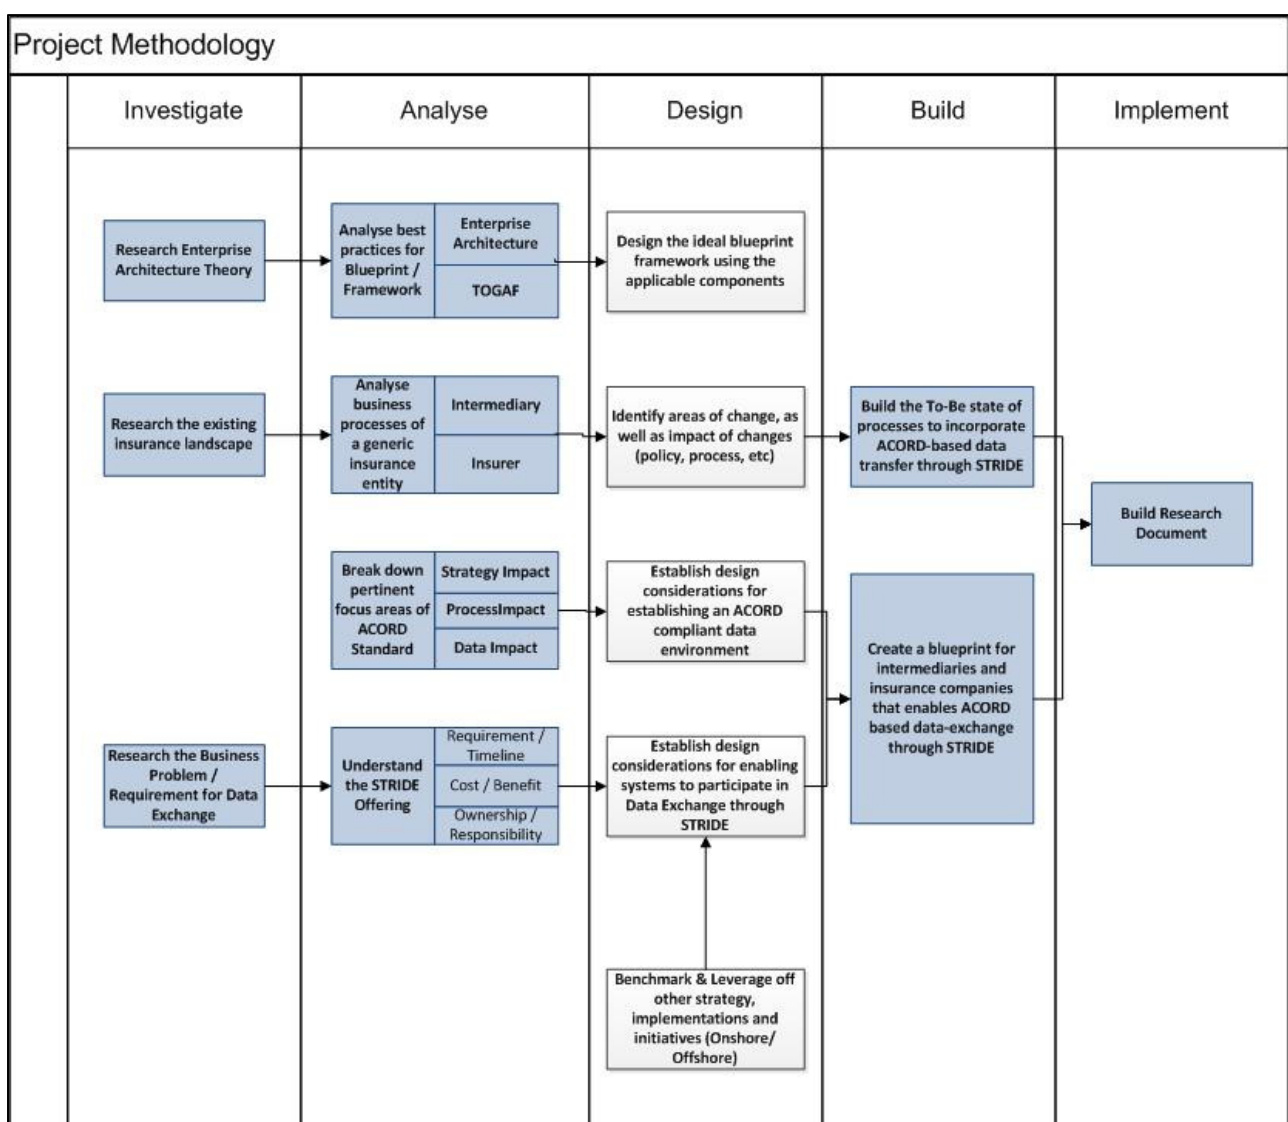 Project Methodology
Investigate
Analyse
Design
Build
Implement
Research Enterprise
Architecture Theory
Analyse best
practices for
Blueprint /
Framework
Enterprise
Architecture
TOGAF
Design the ideal blueprint
framework using the
applicable components
Research the existing
insurance landscape
Analyse
business
processes of
a generic
insurance
entity
Intermediary
Insurer
Identify areas of change, as
well as impact of changes
(policy, process, etc)
Build the To-Be state of
processes to incorporate
ACORD-based data
transfer through STRIDE
Build Research
Document
Break down
pertinent
focus areas of
ACORD
Standard
Strategy Impact
ProcessImpact
Data Impact
Establish design
considerations for
establishing an ACORD
compliant data
environment
Create a blueprint for
intermediaries and
insurance companies
that enables ACORD
based data-exchange
through STRIDE
Research the Business
Problem /
Requirement for Data
Exchange
Understand
the STRIDE
Offering
Requirement /
Timeline
Cost / Benefit
Ownership /
Responsibility
Establish design
considerations for enabling
systems to participate in
Data Exchange through
STRIDE
Benchmark & Leverage off
other strategy,
implementations and
initiatives (Onshore/
Offshore)